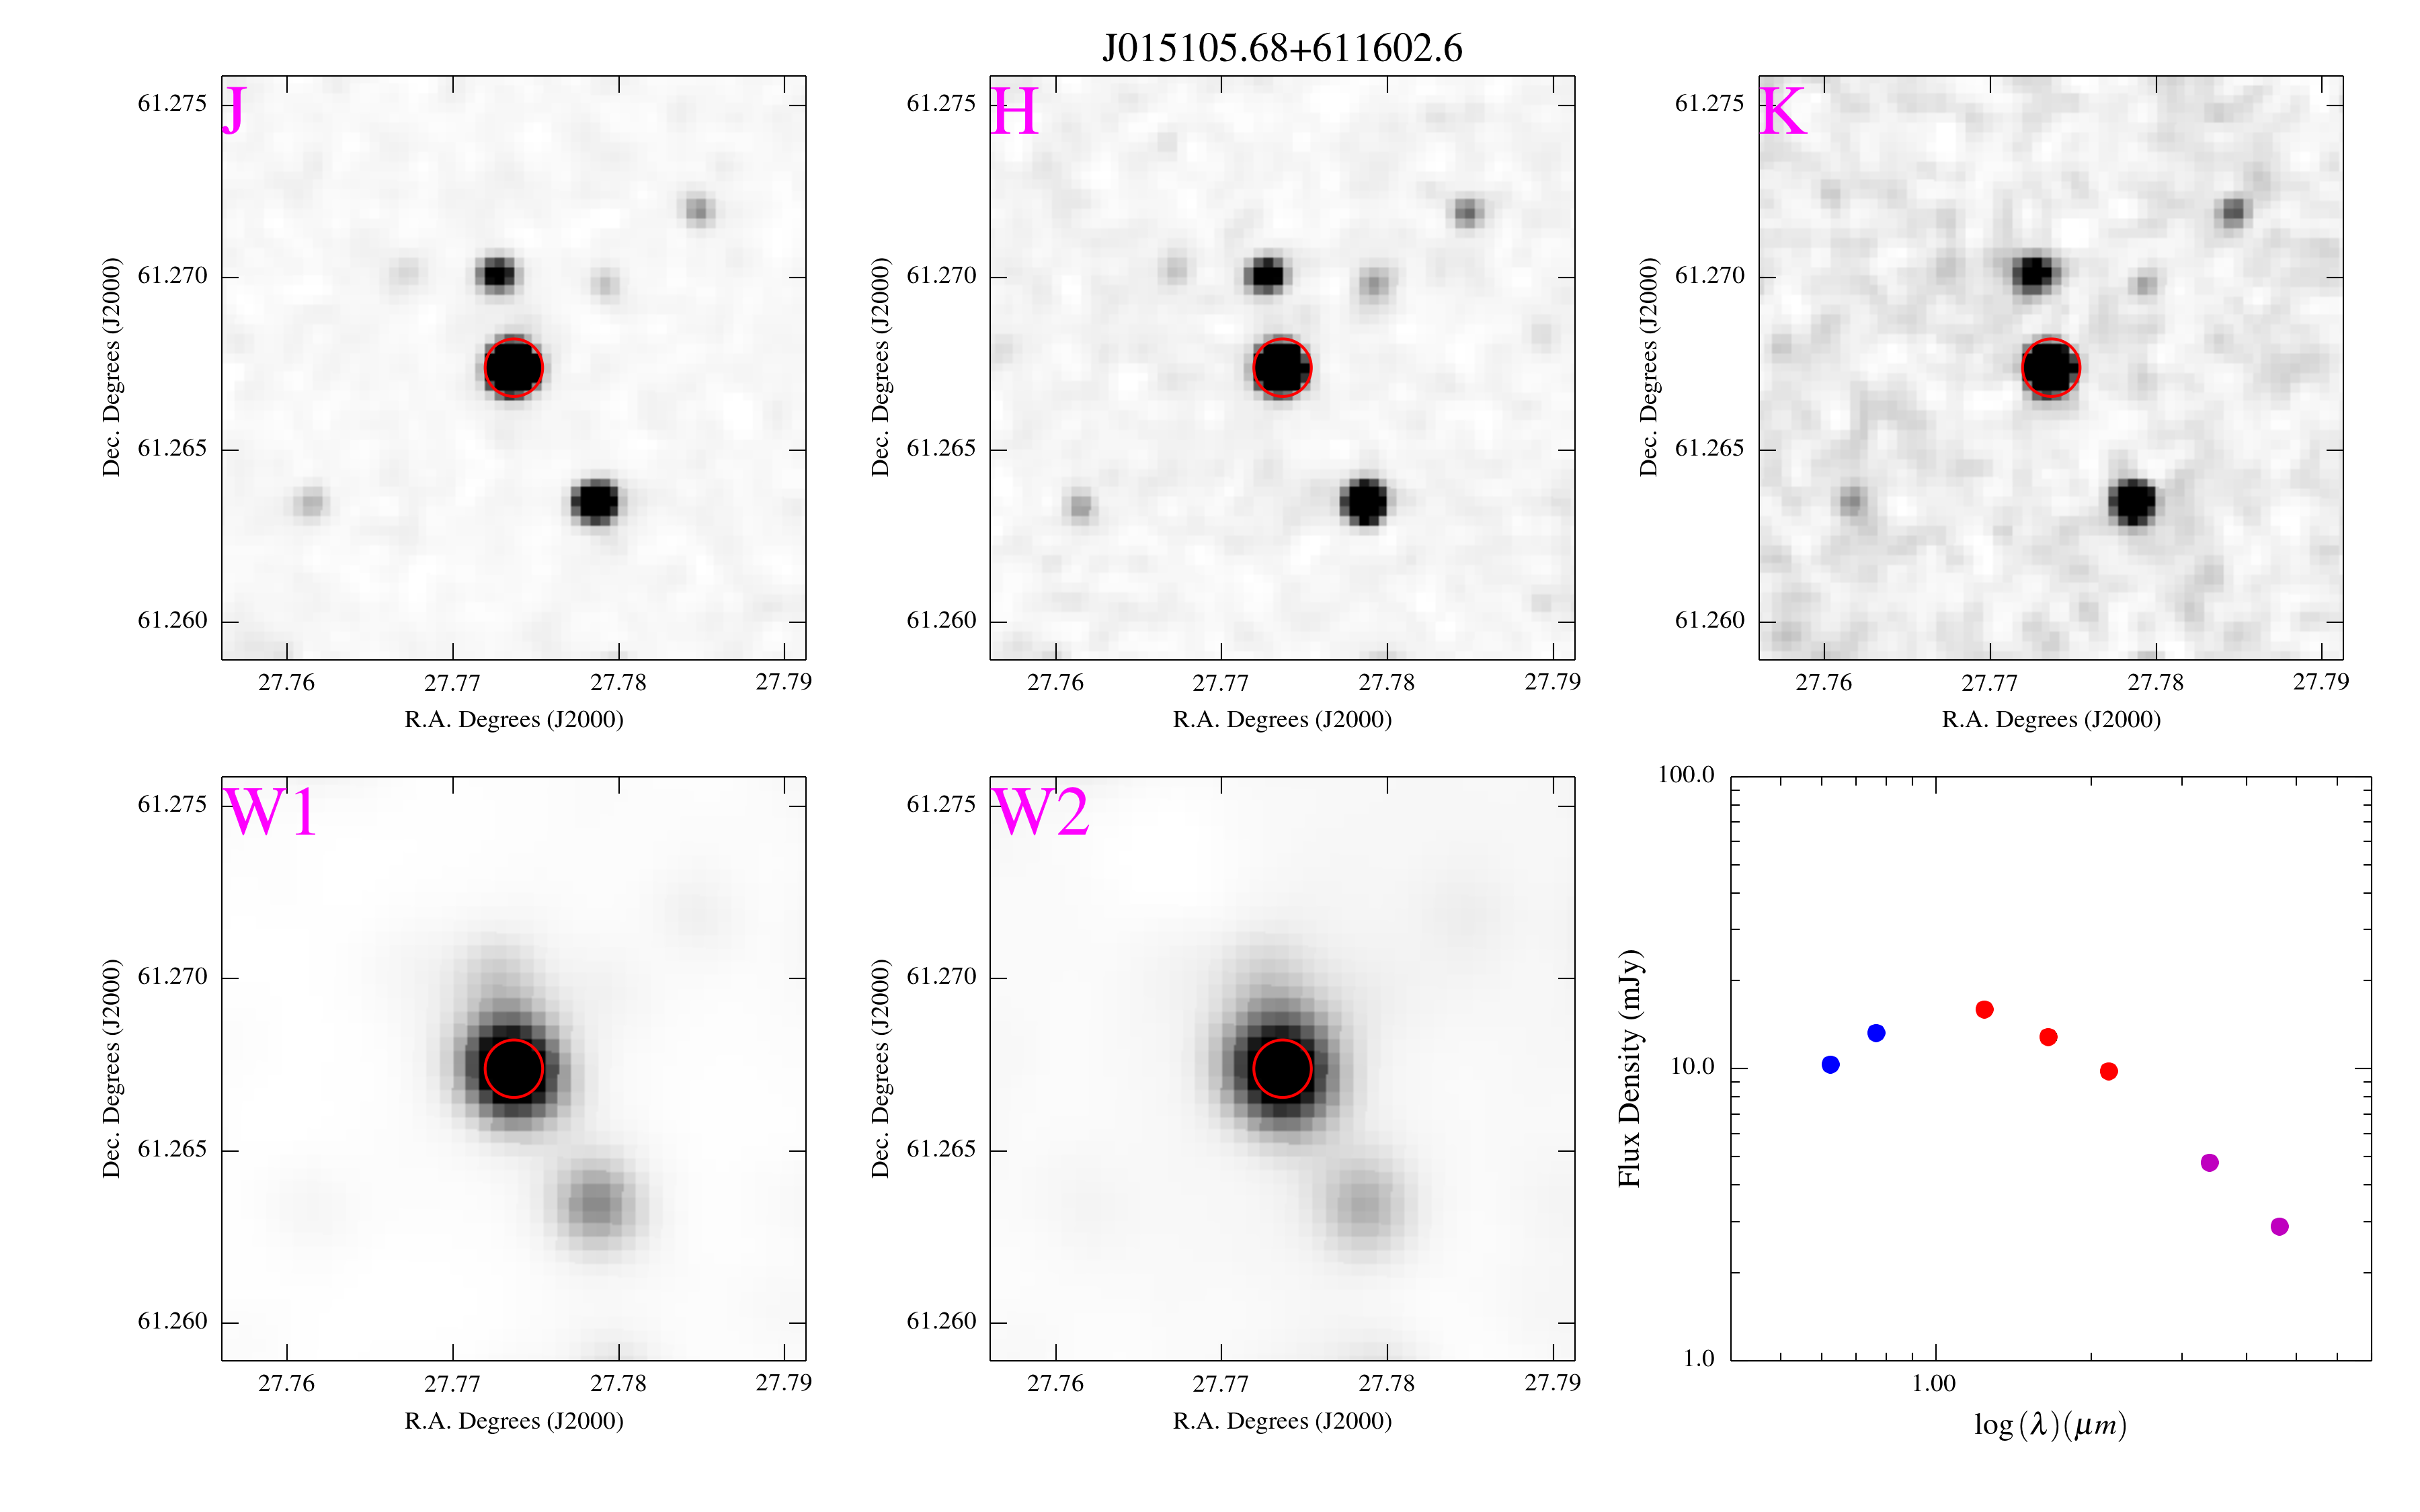 J015105.68+611602.6
J
61.275
61.270
61.265
61.260
Dec. Degrees (J2000)
27.76 27.77 27.78 27.79
R.A. Degrees (J2000)
H
61.275
61.270
61.265
61.260
Dec. Degrees (J2000)
27.76 27.77 27.78 27.79
R.A. Degrees (J2000)
K
61.275
61.270
61.265
61.260
Dec. Degrees (J2000)
27.76 27.77 27.78 27.79
R.A. Degrees (J2000)
W1
61.275
61.270
61.265
61.260
Dec. Degrees (J2000)
27.76 27.77 27.78 27.79
R.A. Degrees (J2000)
W2
61.275
61.270
61.265
61.260
Dec. Degrees (J2000)
27.76 27.77 27.78 27.79
R.A. Degrees (J2000)
100.0
10.0
1.0
Flux Density (mJy)
1.00
log(λ)(μm)